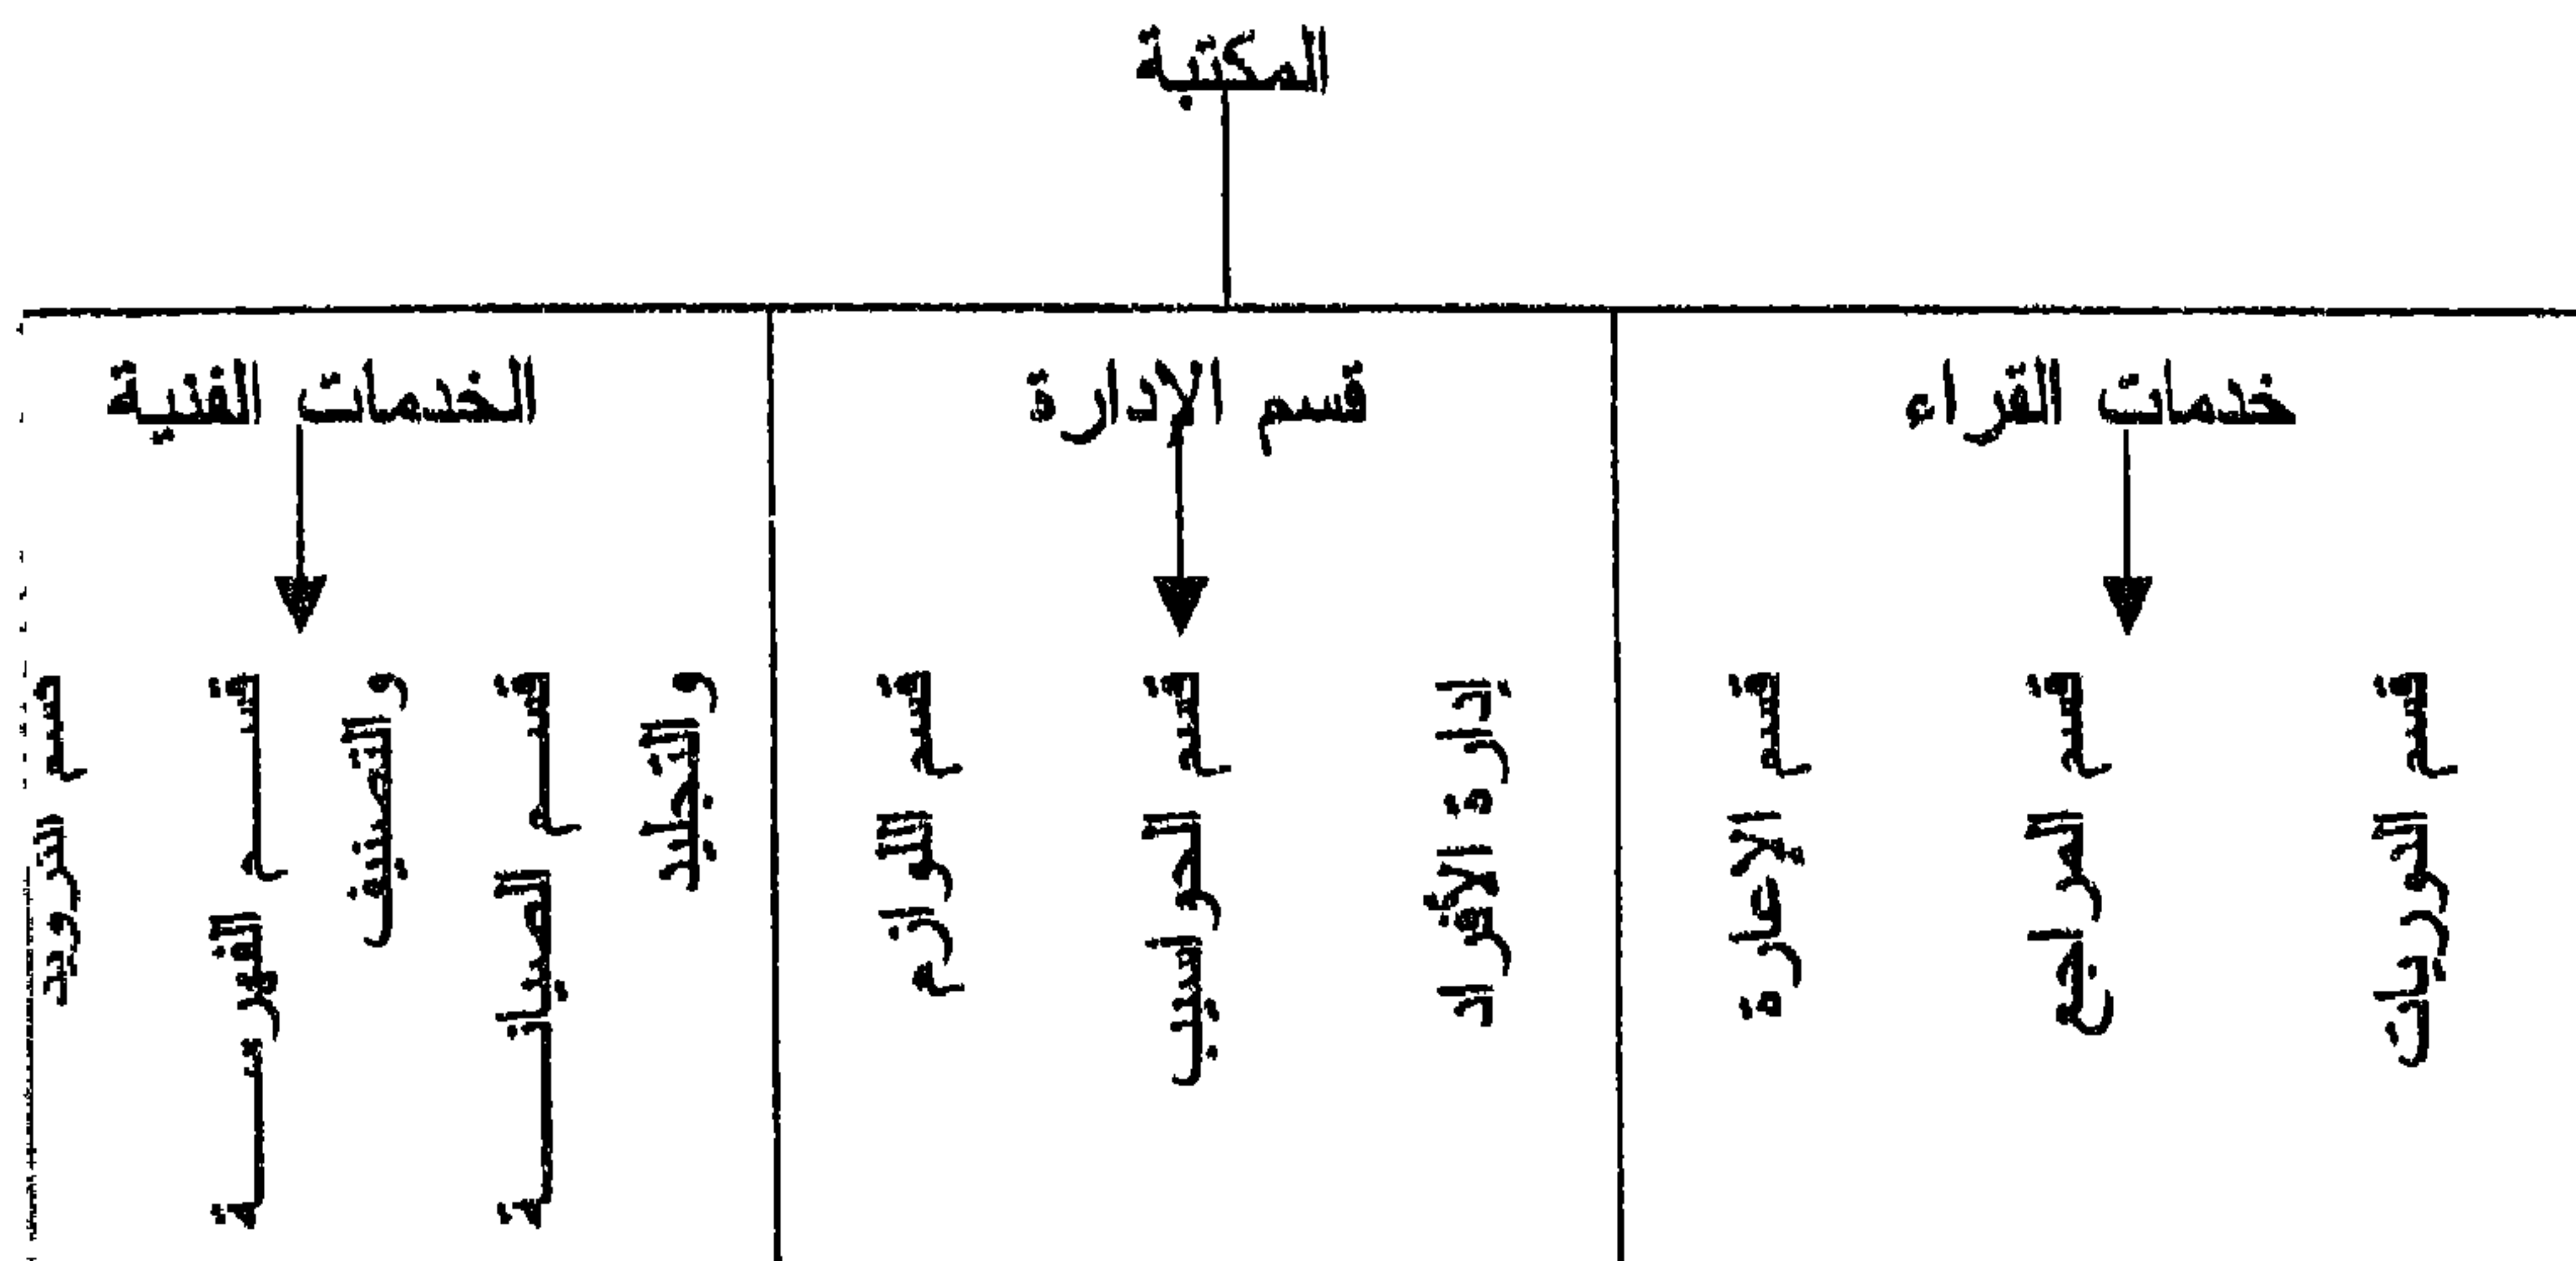 المكتبة
خدمات القراء
قسم الإدارة
الخدمات الفنية
قسم الدوريات
قسم المراجع
قسم الإعارة
إدارة الأفراد
قسم الحواسيب
قسم اللوازم
قسم الصيانة
والتجليد
قسم الفهرسة
والتصنيف
قسم التزويد